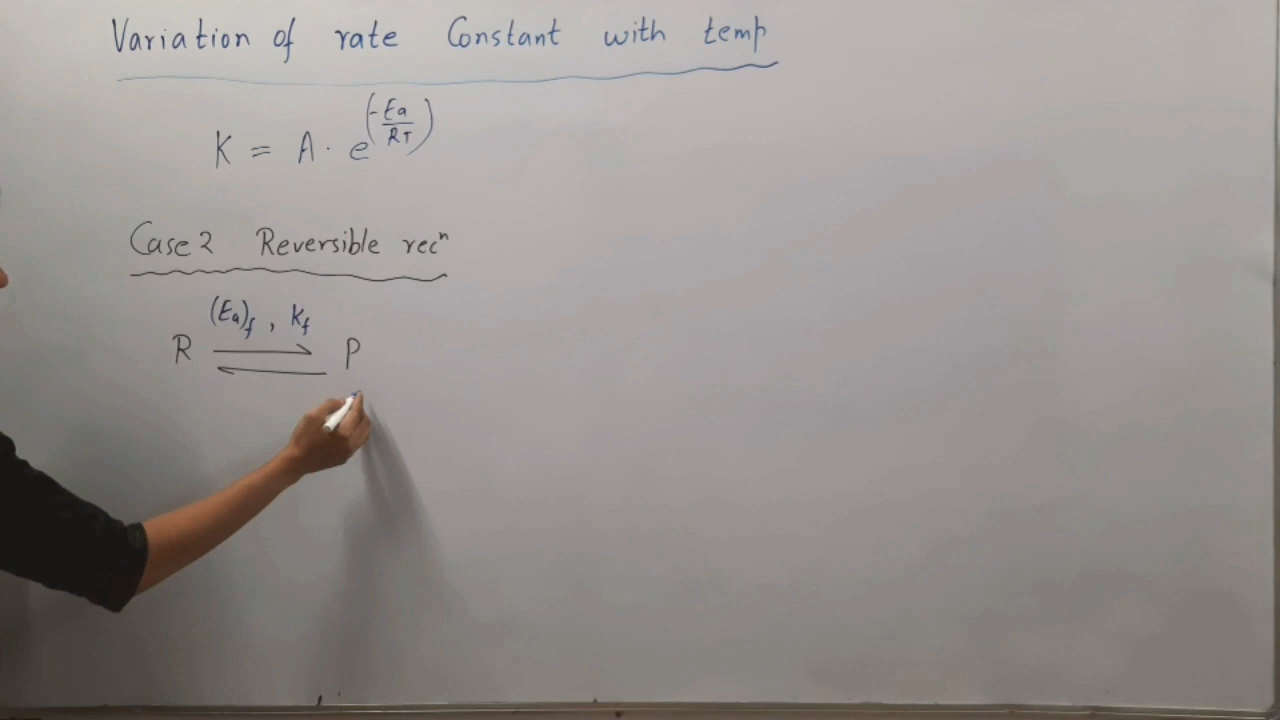 Variation of rate Constant with temp
K = A · e^(-Ea/RT)
Case 2 Reversible recⁿ
(Ea)f , Kf
R ⇌ P